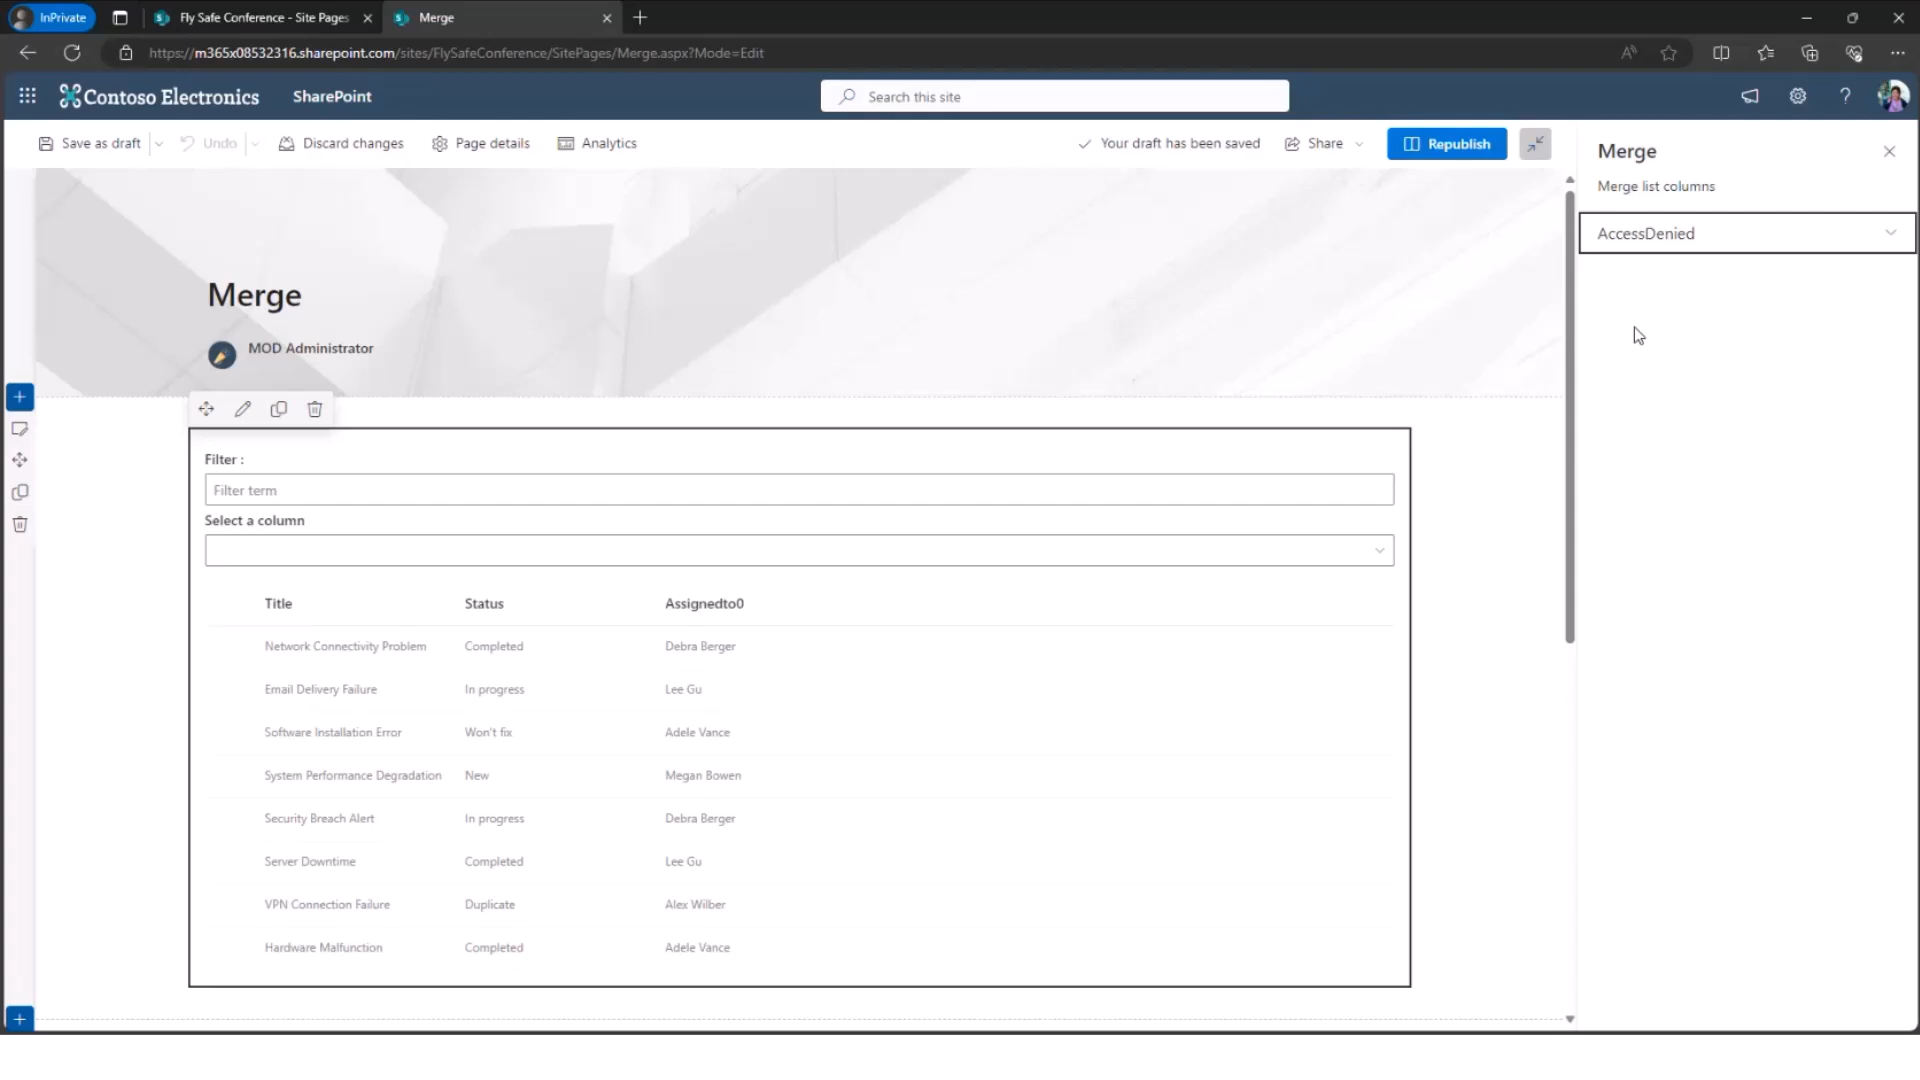 InPrivate
Fly Safe Conference - Site Pages
Merge
https://m365x08532316.sharepoint.com/sites/FlySafeConference/SitePages/Merge.aspx?Mode=Edit
Contoso Electronics
SharePoint
Search this site
Save as draft
Undo
Discard changes
Page details
Analytics
Your draft has been saved
Share
Republish
Merge
Merge list columns
AccessDenied
Merge
MOD Administrator
Filter :
Filter term
Select a column
Title Status Assignedto0
Network Connectivity Problem Completed Debra Berger
Email Delivery Failure In progress Lee Gu
Software Installation Error Won't fix Adele Vance
System Performance Degradation New Megan Bowen
Security Breach Alert In progress Debra Berger
Server Downtime Completed Lee Gu
VPN Connection Failure Duplicate Alex Wilber
Hardware Malfunction Completed Adele Vance